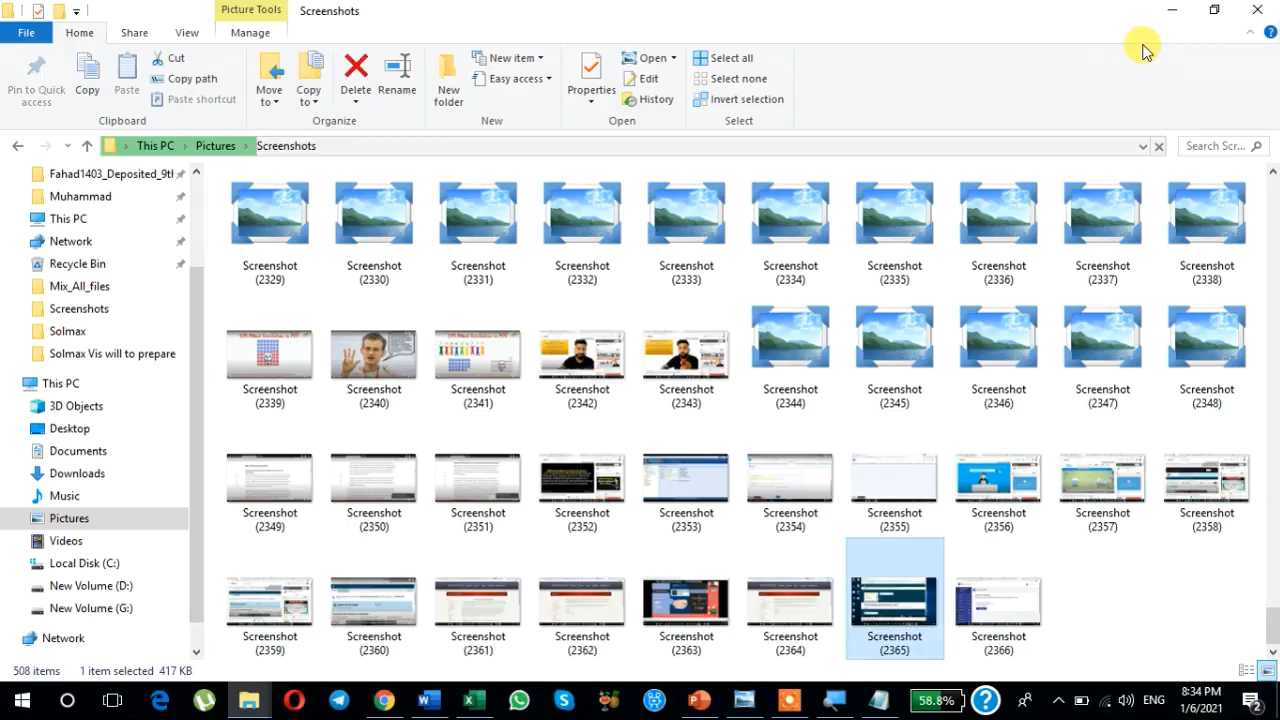 Picture Tools
Screenshots
File
Home
Share
View
Manage
Pin to Quick access
Copy
Paste
Cut
Copy path
Paste shortcut
Clipboard
Move to
Copy to
Delete
Rename
Organize
New folder
New item
Easy access
New
Properties
Open
Edit
History
Open
Select all
Select none
Invert selection
Select
This PC
Pictures
Screenshots
Search Scr...
Fahad1403_Deposited_9th
Muhammad
This PC
Network
Recycle Bin
Mix_All_files
Screenshots
Solmax
Solmax Vis will to prepare
This PC
3D Objects
Desktop
Documents
Downloads
Music
Pictures
Videos
Local Disk (C:)
New Volume (D:)
New Volume (G:)
Network
Screenshot (2329)
Screenshot (2330)
Screenshot (2331)
Screenshot (2332)
Screenshot (2333)
Screenshot (2334)
Screenshot (2335)
Screenshot (2336)
Screenshot (2337)
Screenshot (2338)
Screenshot (2339)
Screenshot (2340)
Screenshot (2341)
Screenshot (2342)
Screenshot (2343)
Screenshot (2344)
Screenshot (2345)
Screenshot (2346)
Screenshot (2347)
Screenshot (2348)
Screenshot (2349)
Screenshot (2350)
Screenshot (2351)
Screenshot (2352)
Screenshot (2353)
Screenshot (2354)
Screenshot (2355)
Screenshot (2356)
Screenshot (2357)
Screenshot (2358)
Screenshot (2359)
Screenshot (2360)
Screenshot (2361)
Screenshot (2362)
Screenshot (2363)
Screenshot (2364)
Screenshot (2365)
Screenshot (2366)
508 items
1 item selected 417 KB
58.8%
ENG
8:34 PM
1/6/2021
2